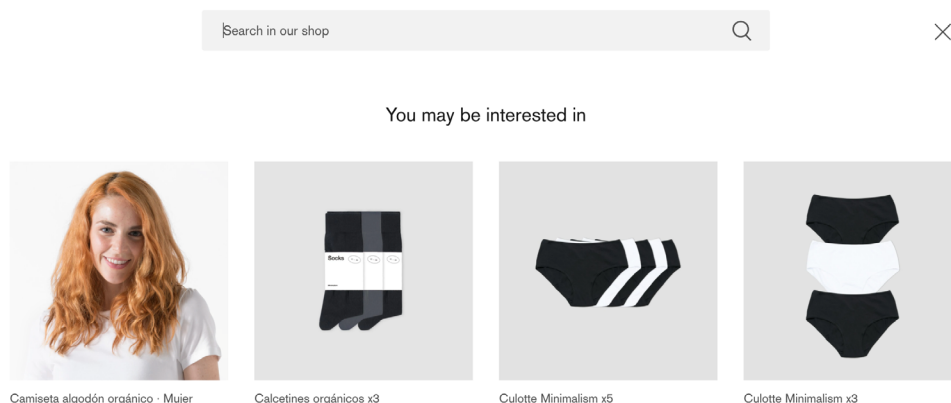 Search in our shop
You may be interested in
Socks
Camiseta algodón orgánico · Mujer
Calcetines orgánicos x3
Culotte Minimalism x5
Culotte Minimalism x3